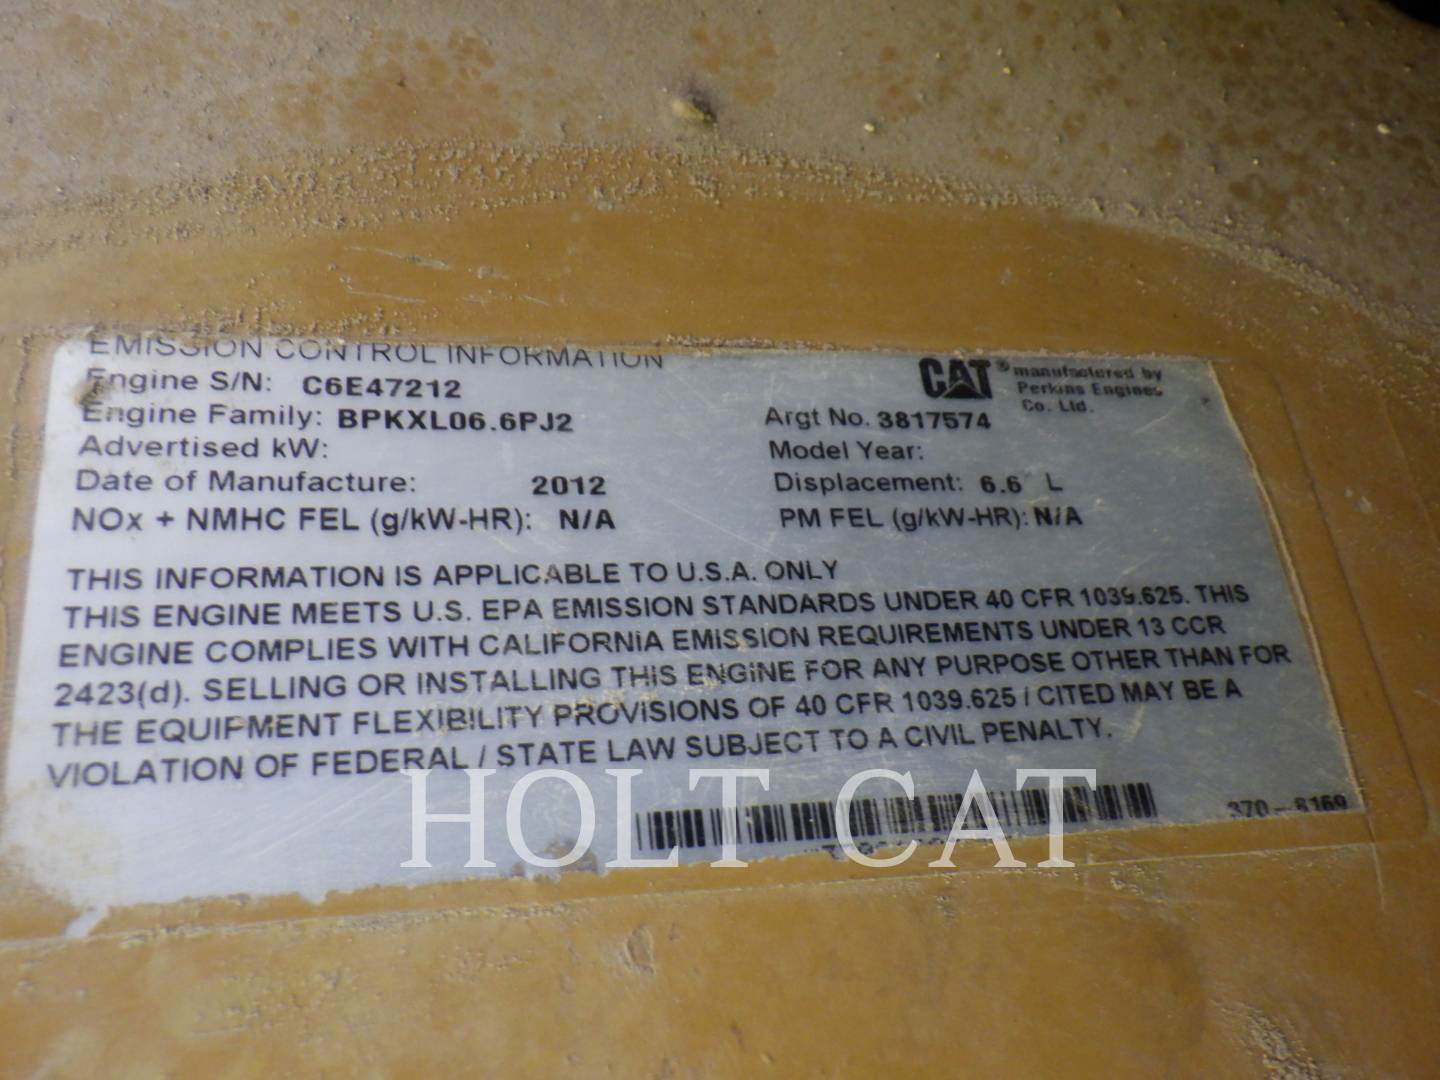 EMISSION CONTROL INFORMATION
CAT® manufactured by
Perkins Engines
Co. Ltd.
Engine S/N: C6E47212
Engine Family: BPKXL06.6PJ2 Argt No. 3817574
Advertised kW: Model Year:
Date of Manufacture: 2012 Displacement: 6.6 L
NOx + NMHC FEL (g/kW-HR): N/A PM FEL (g/kW-HR): N/A
THIS INFORMATION IS APPLICABLE TO U.S.A. ONLY
THIS ENGINE MEETS U.S. EPA EMISSION STANDARDS UNDER 40 CFR 1039.625. THIS
ENGINE COMPLIES WITH CALIFORNIA EMISSION REQUIREMENTS UNDER 13 CCR
2423(d). SELLING OR INSTALLING THIS ENGINE FOR ANY PURPOSE OTHER THAN FOR
THE EQUIPMENT FLEXIBILITY PROVISIONS OF 40 CFR 1039.625 / CITED MAY BE A
VIOLATION OF FEDERAL / STATE LAW SUBJECT TO A CIVIL PENALTY.
HOLT CAT
370-8169